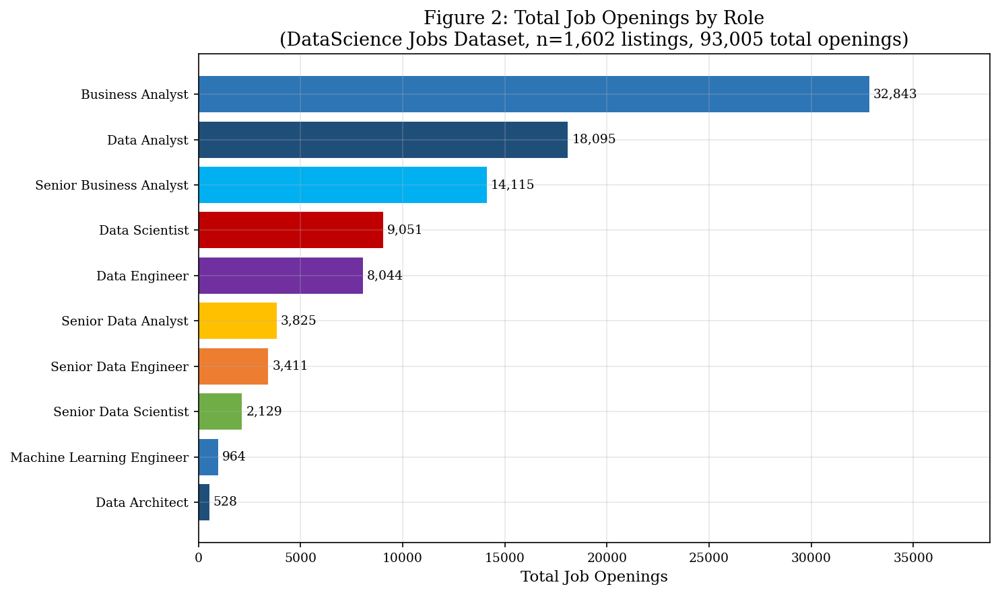 Figure 2: Total Job Openings by Role
(DataScience Jobs Dataset, n=1,602 listings, 93,005 total openings)
Business Analyst 32,843
Data Analyst 18,095
Senior Business Analyst 14,115
Data Scientist 9,051
Data Engineer 8,044
Senior Data Analyst 3,825
Senior Data Engineer 3,411
Senior Data Scientist 2,129
Machine Learning Engineer 964
Data Architect 528
0 5000 10000 15000 20000 25000 30000 35000
Total Job Openings